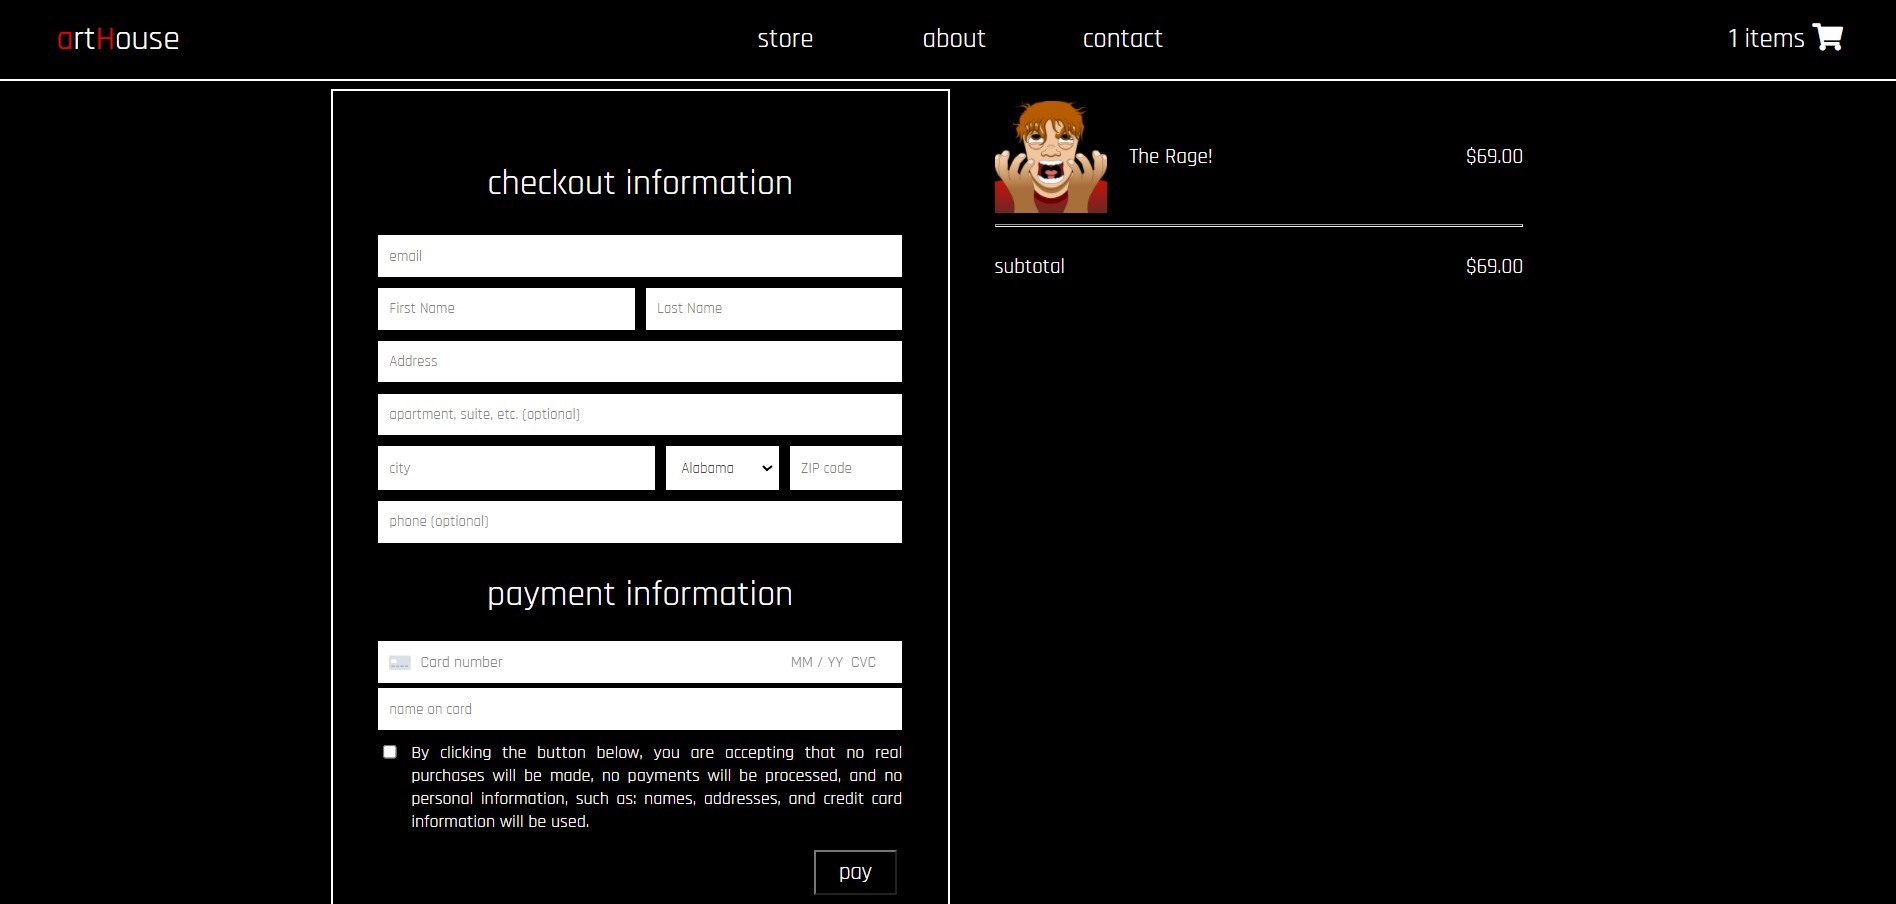 artHouse
store
about
contact
1 items
checkout information
email
First Name
Last Name
Address
apartment, suite, etc. (optional)
city
Alabama
ZIP code
phone (optional)
payment information
Card number
MM / YY CVC
name on card
By clicking the button below, you are accepting that no real
purchases will be made, no payments will be processed, and no
personal information, such as: names, addresses, and credit card
information will be used.
pay
The Rage!
$69.00
subtotal
$69.00